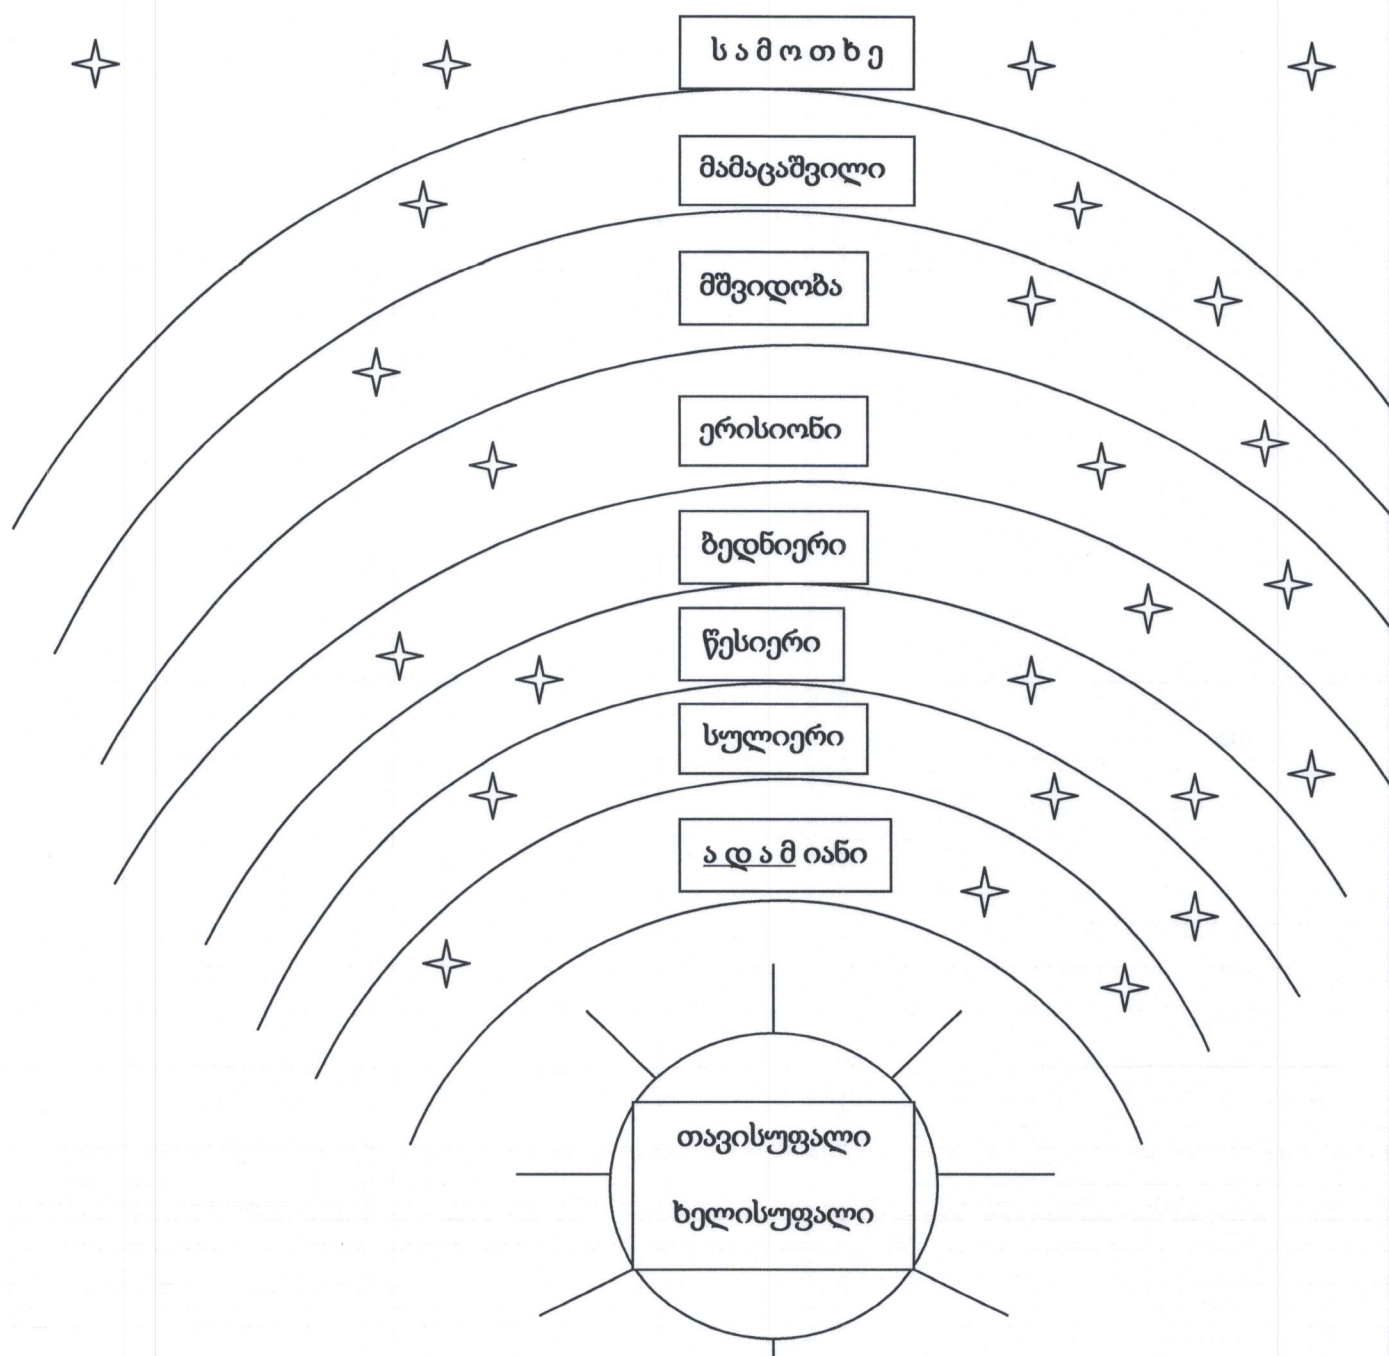 ს ა მ ო თ ხ ე
მამაცაშვილი
მშვიდობა
ერისიონი
ბედნიერი
წესიერი
სულიერი
ა დ ა მ იანი
თავისუფალი
ხელისუფალი